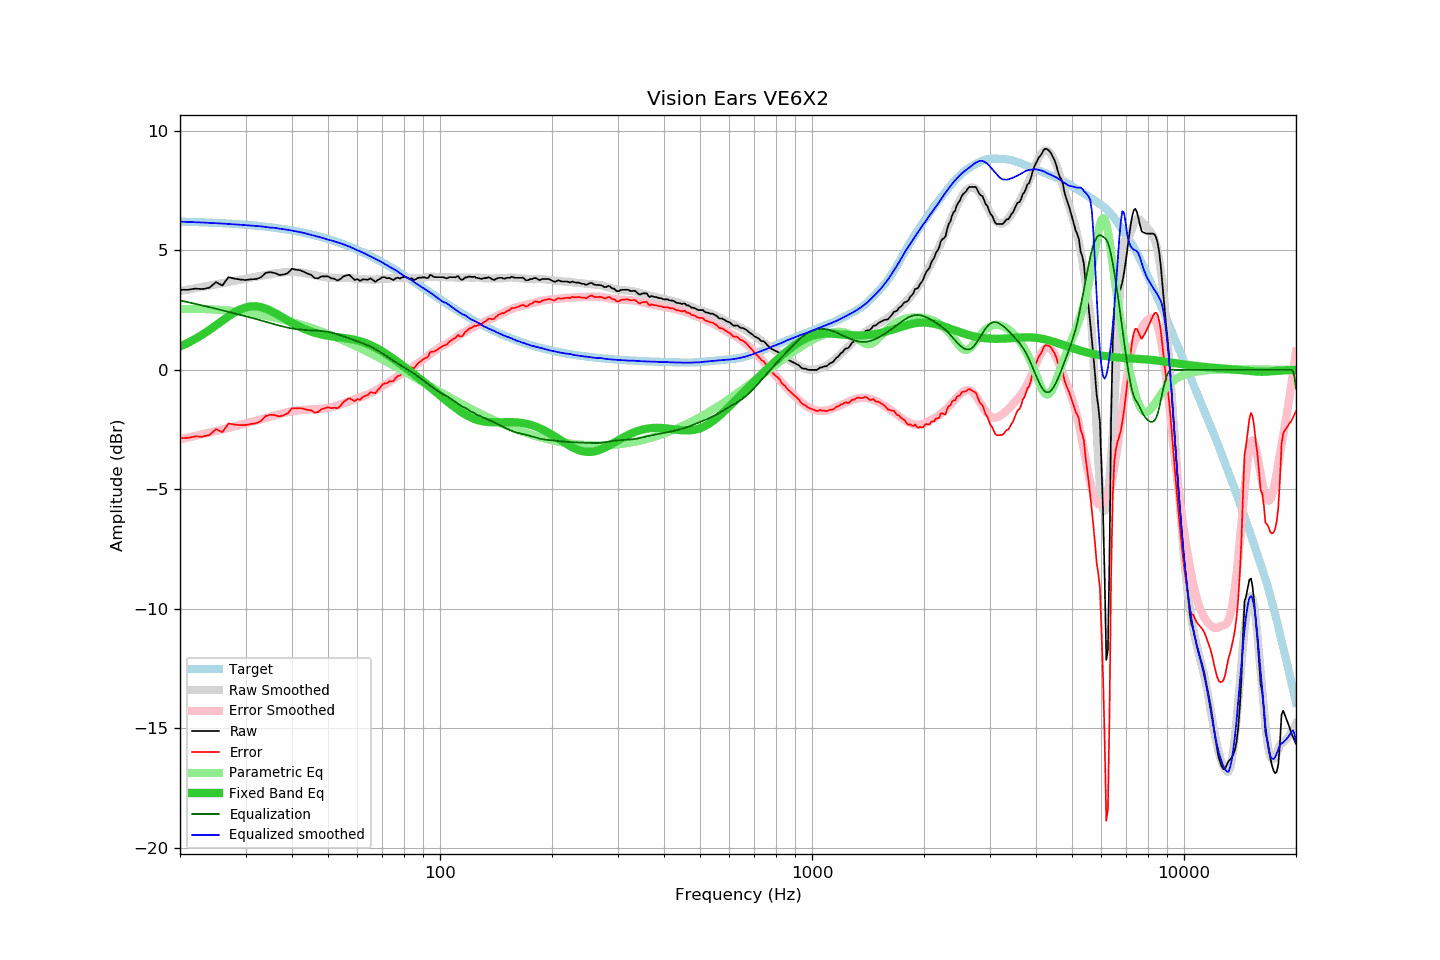 Vision Ears VE6X2
10
5
0
−5
−10
−15
−20
Amplitude (dBr)
Target
Raw Smoothed
Error Smoothed
Raw
Error
Parametric Eq
Fixed Band Eq
Equalization
Equalized smoothed
100
1000
10000
Frequency (Hz)